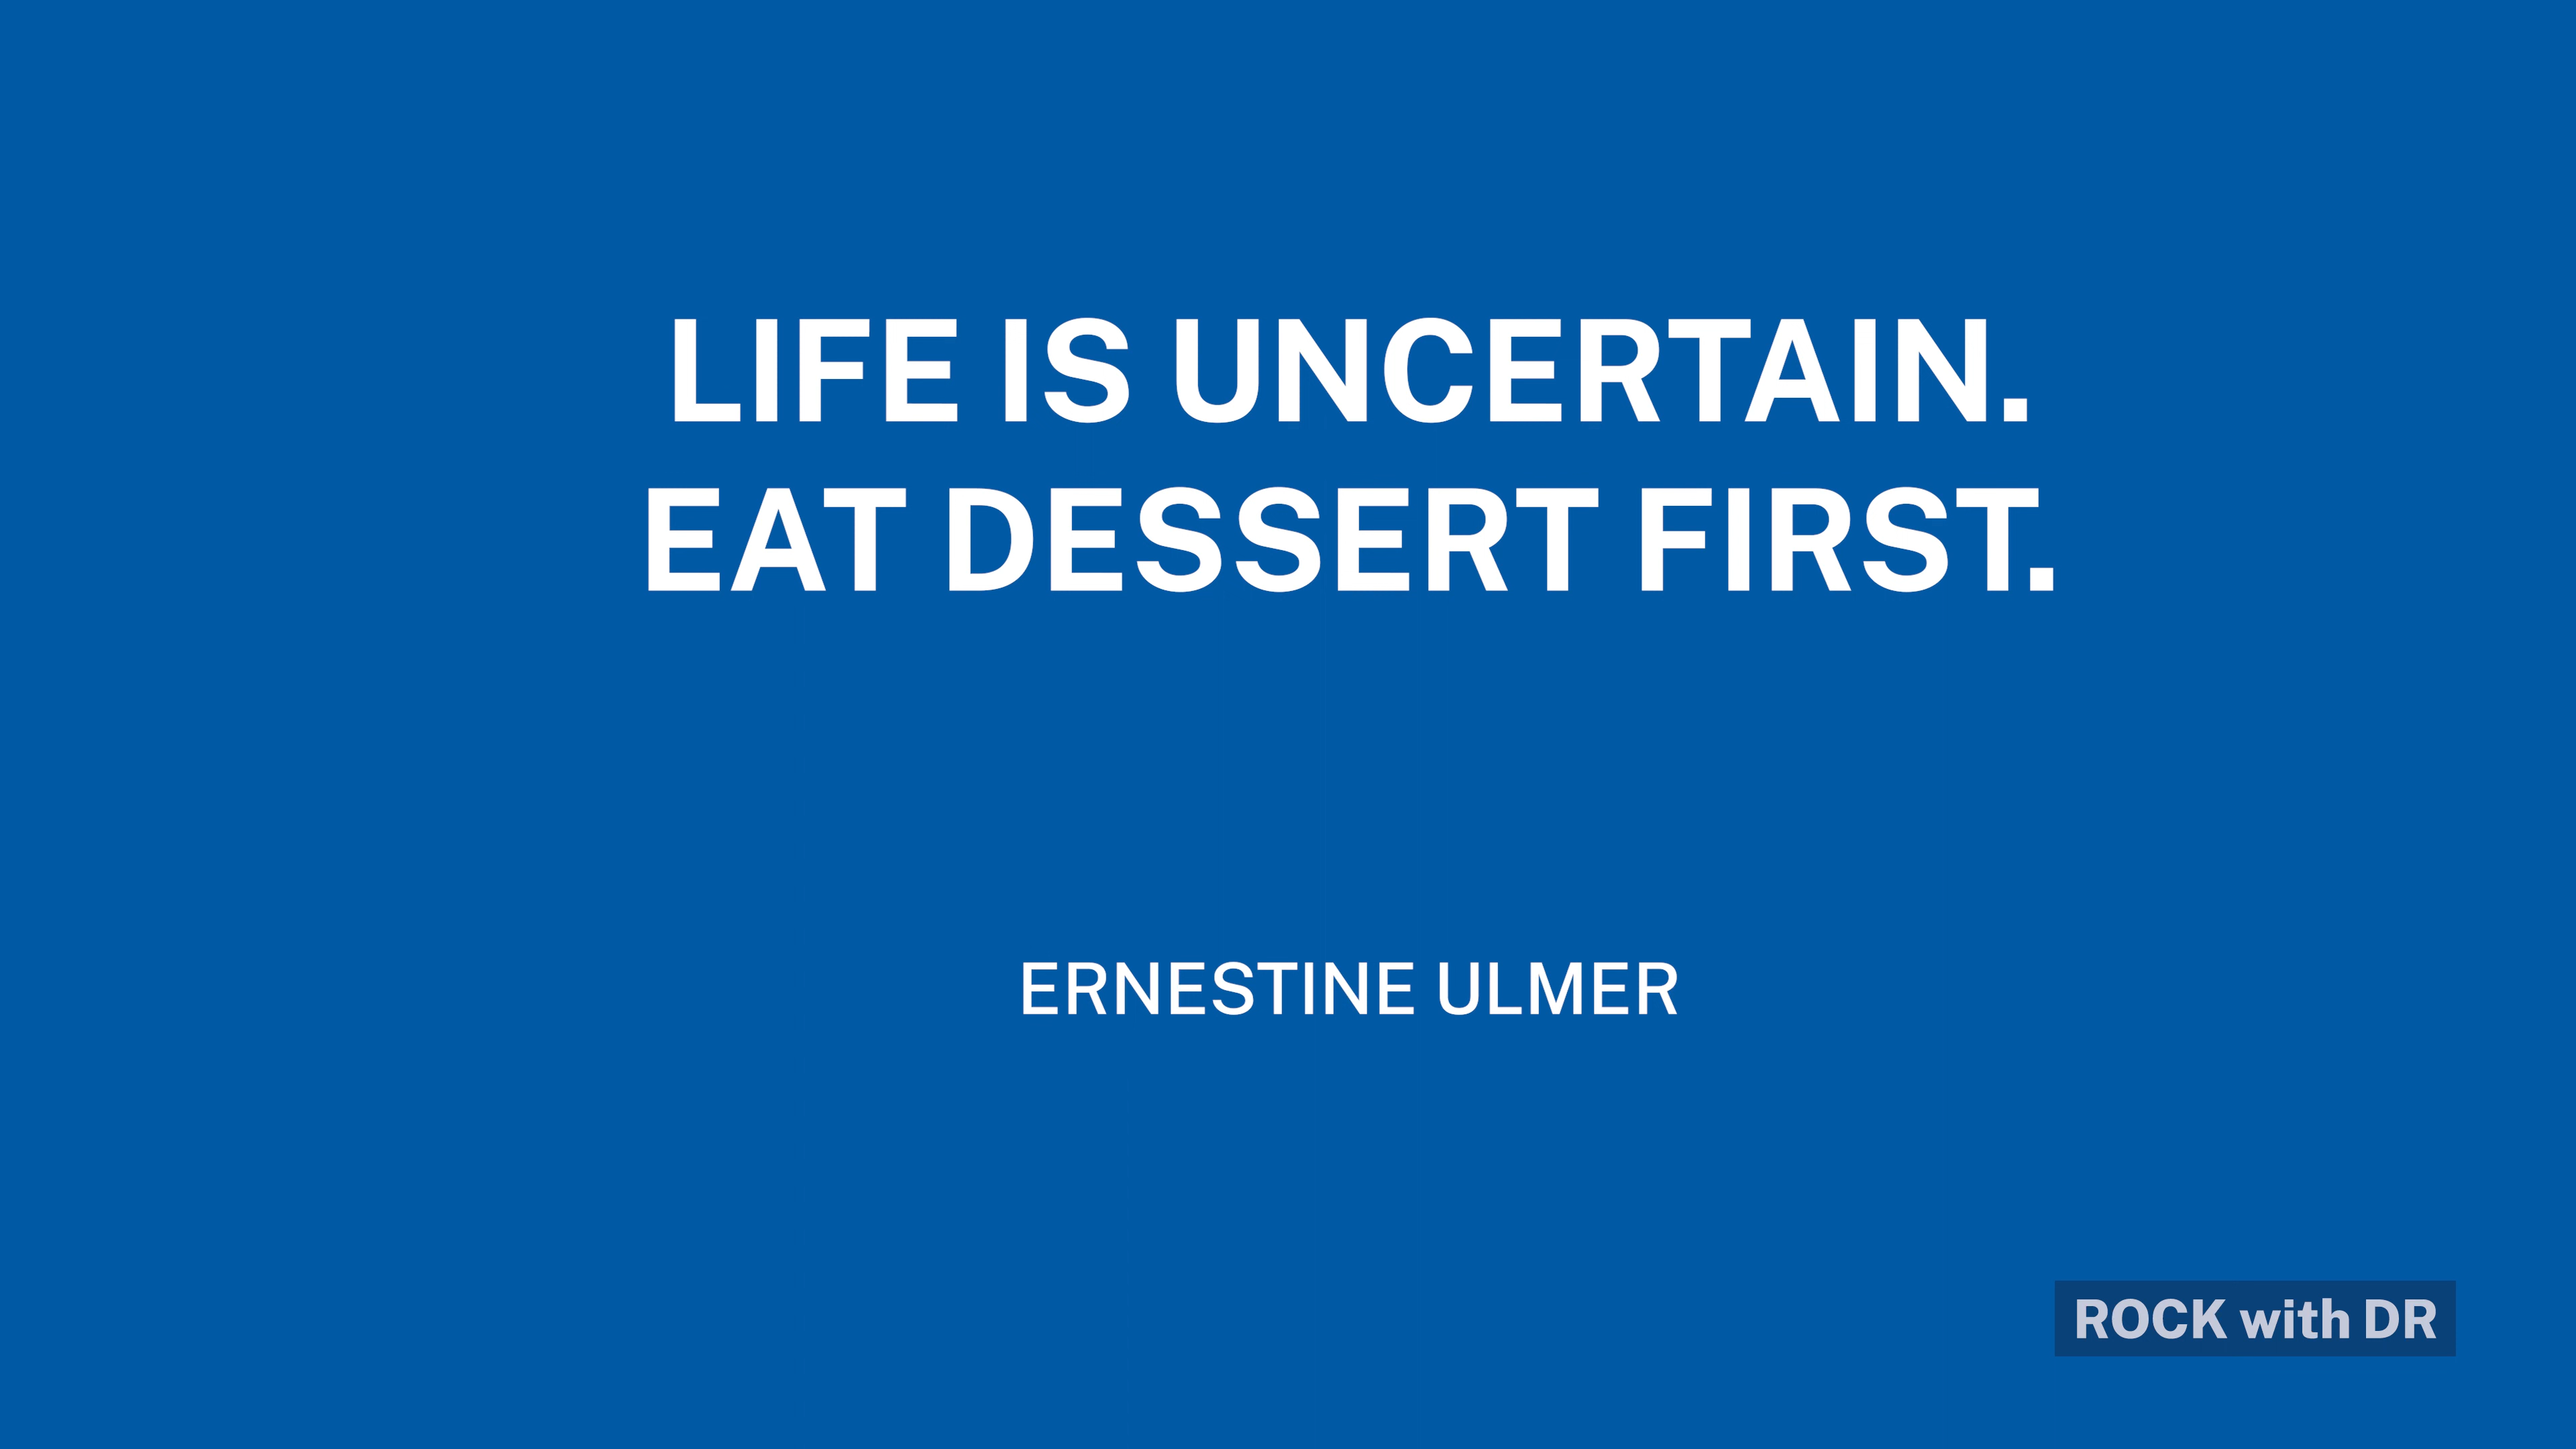 LIFE IS UNCERTAIN.
EAT DESSERT FIRST.
ERNESTINE ULMER
ROCK with DR